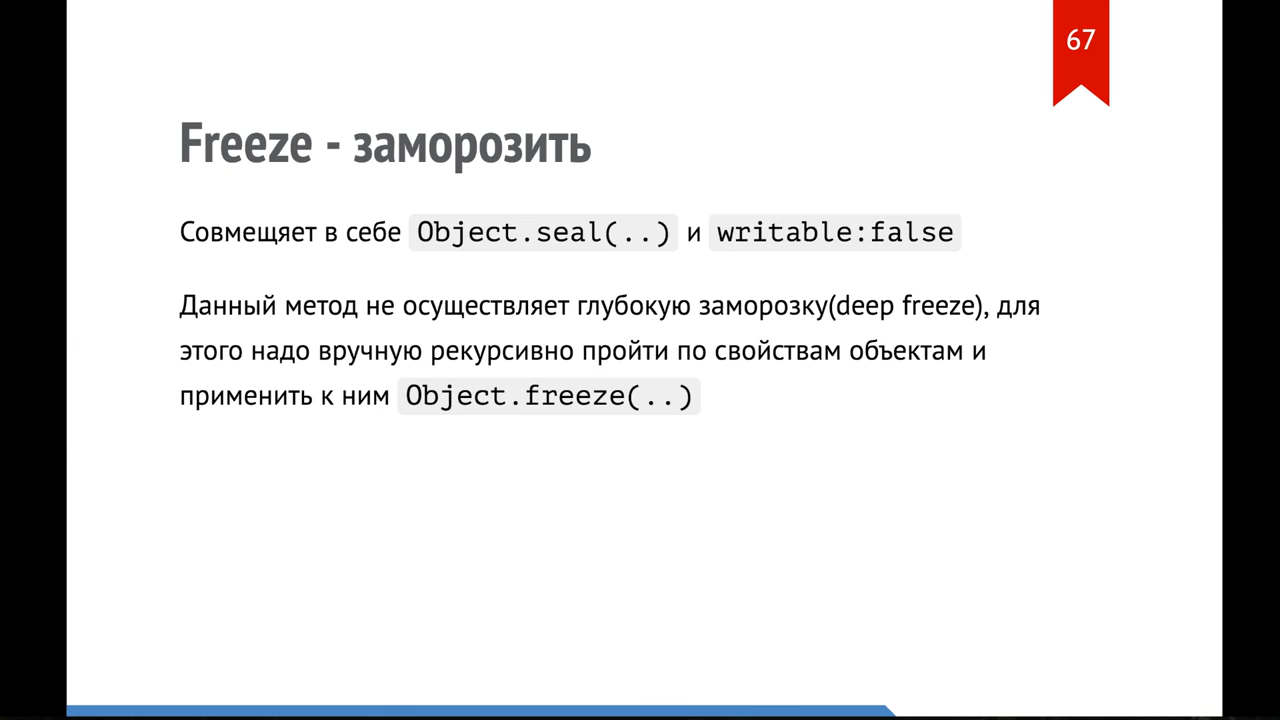 67
Freeze - заморозить
Совмещяет в себе Object.seal(..) и writable:false
Данный метод не осуществляет глубокую заморозку(deep freeze), для
этого надо вручную рекурсивно пройти по свойствам объектам и
применить к ним Object.freeze(..)